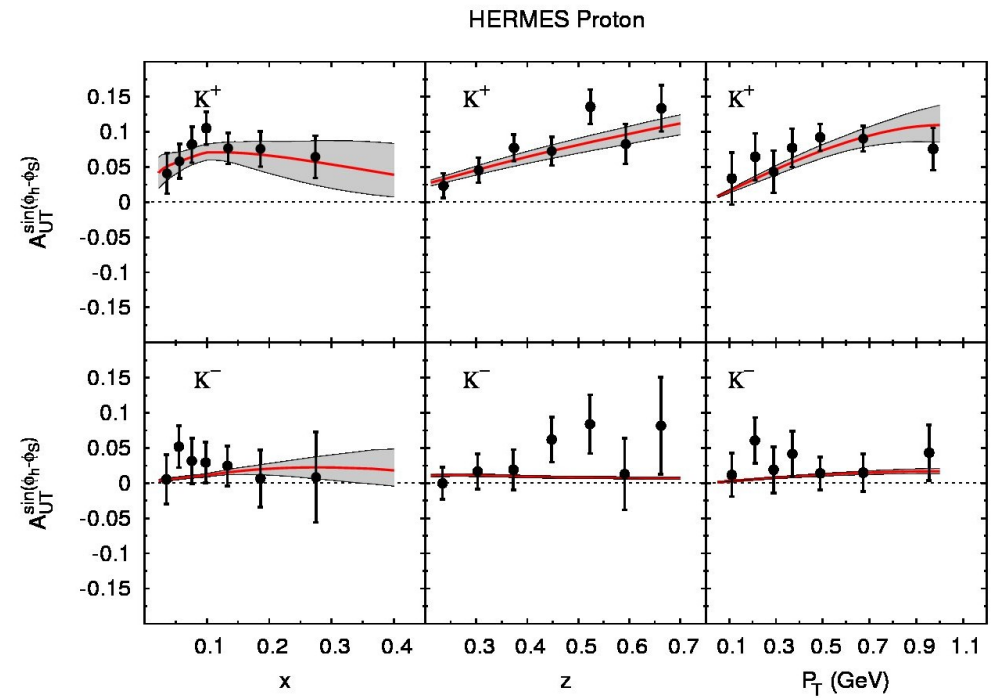 HERMES Proton
K⁺ K⁺ K⁺
A_UT^sin(ϕh-ϕS)
0.15
0.1
0.05
0
-0.05
-0.1
-0.15
K⁻ K⁻ K⁻
A_UT^sin(ϕh-ϕS)
0.15
0.1
0.05
0
-0.05
-0.1
-0.15
0.1 0.2 0.3 0.4 0.3 0.4 0.5 0.6 0.7 0.1 0.3 0.5 0.7 0.9 1.1
x z P_T (GeV)